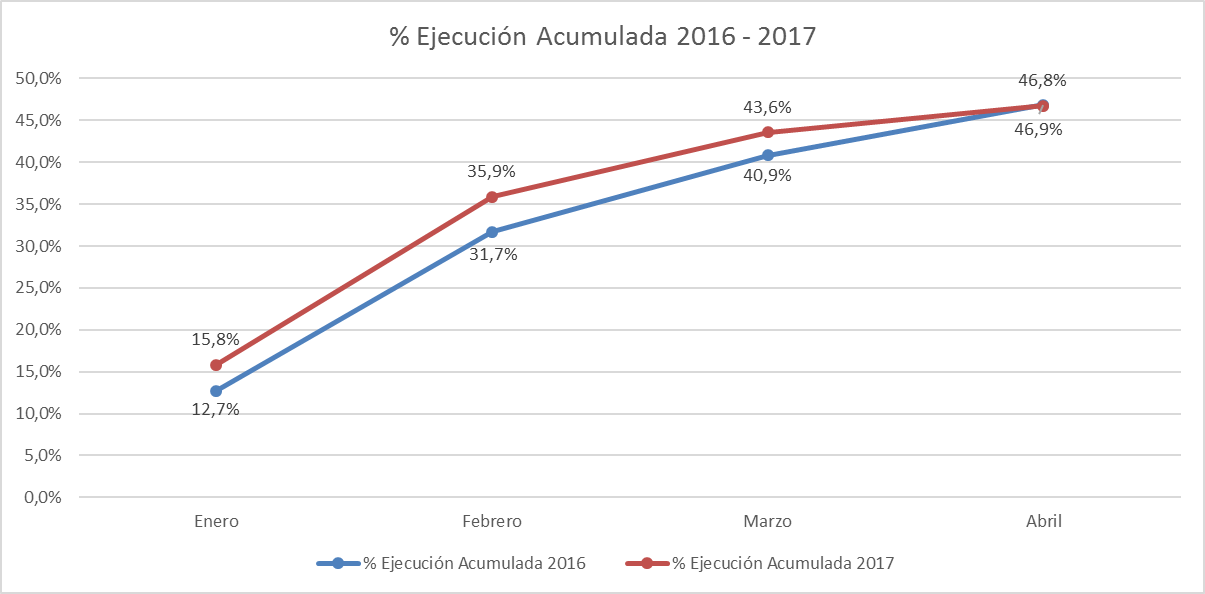 % Ejecución Acumulada 2016 - 2017
50,0%
45,0%
40,0%
35,0%
30,0%
25,0%
20,0%
15,0%
10,0%
5,0%
0,0%
15,8%
12,7%
35,9%
31,7%
43,6%
40,9%
46,8%
46,9%
Enero
Febrero
Marzo
Abril
% Ejecución Acumulada 2016
% Ejecución Acumulada 2017